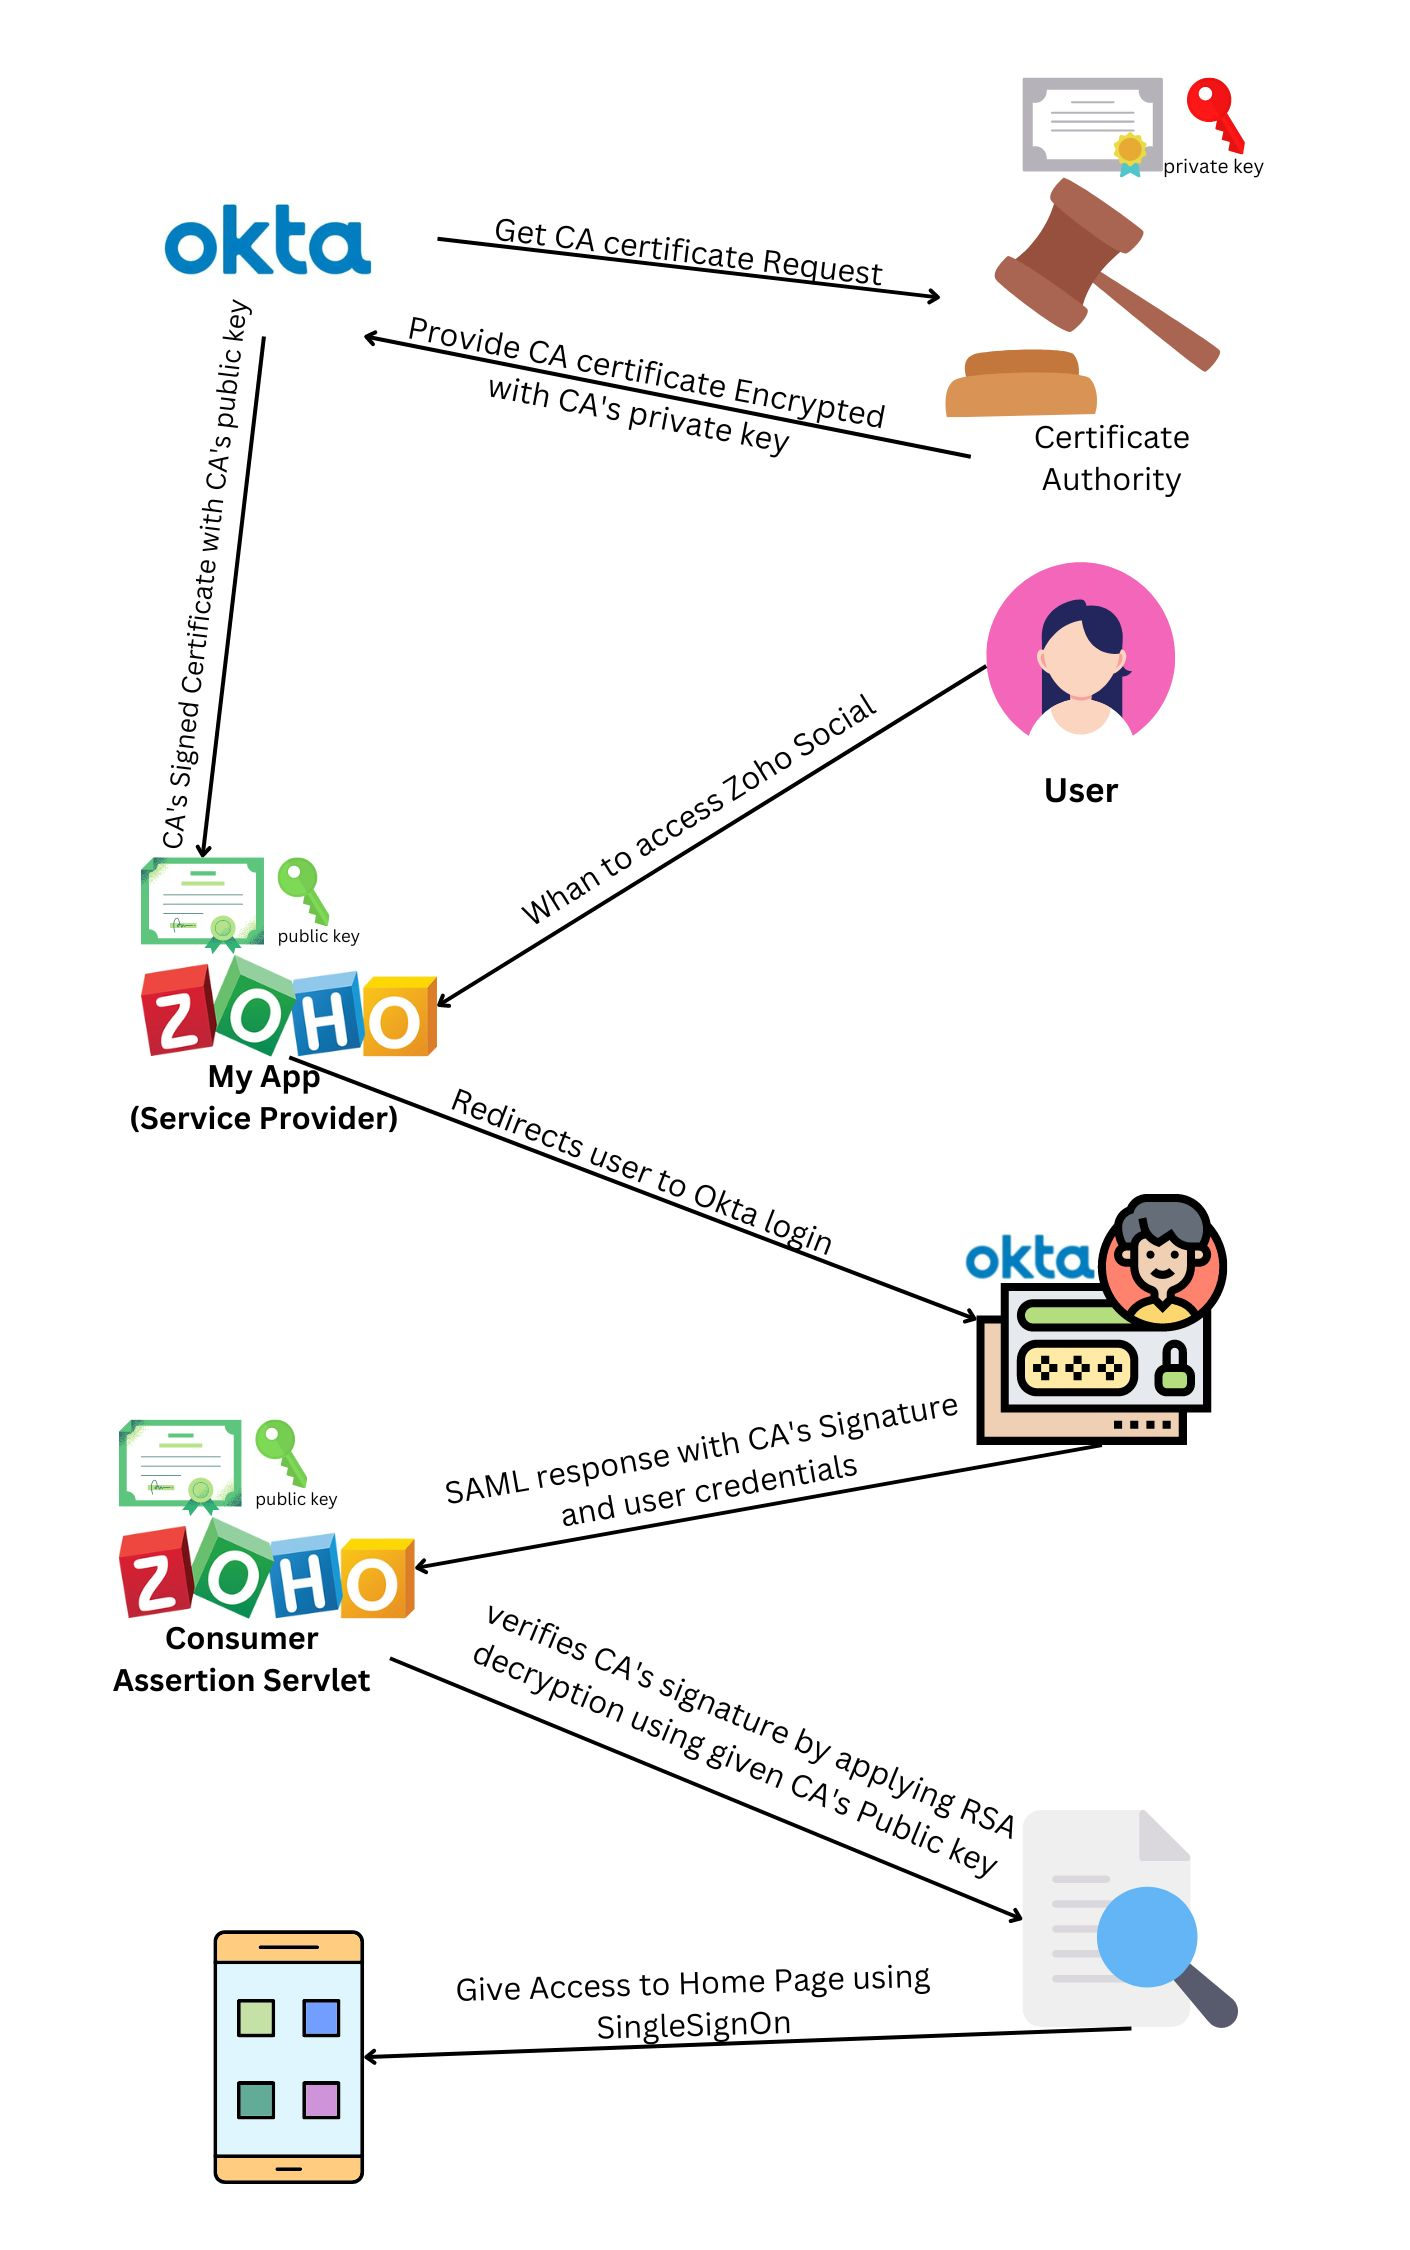 private key
okta
Get CA certificate Request
Provide CA certificate Encrypted
with CA's private key
Certificate
Authority
CA's Signed Certificate with CA's public key
User
Whan to access Zoho Social
public key
ZOHO
My App
(Service Provider)
Redirects user to Okta login
okta
SAML response with CA's Signature
and user credentials
public key
ZOHO
Consumer
Assertion Servlet
verifies CA's signature by applying RSA
decryption using given CA's Public key
Give Access to Home Page using
SingleSignOn